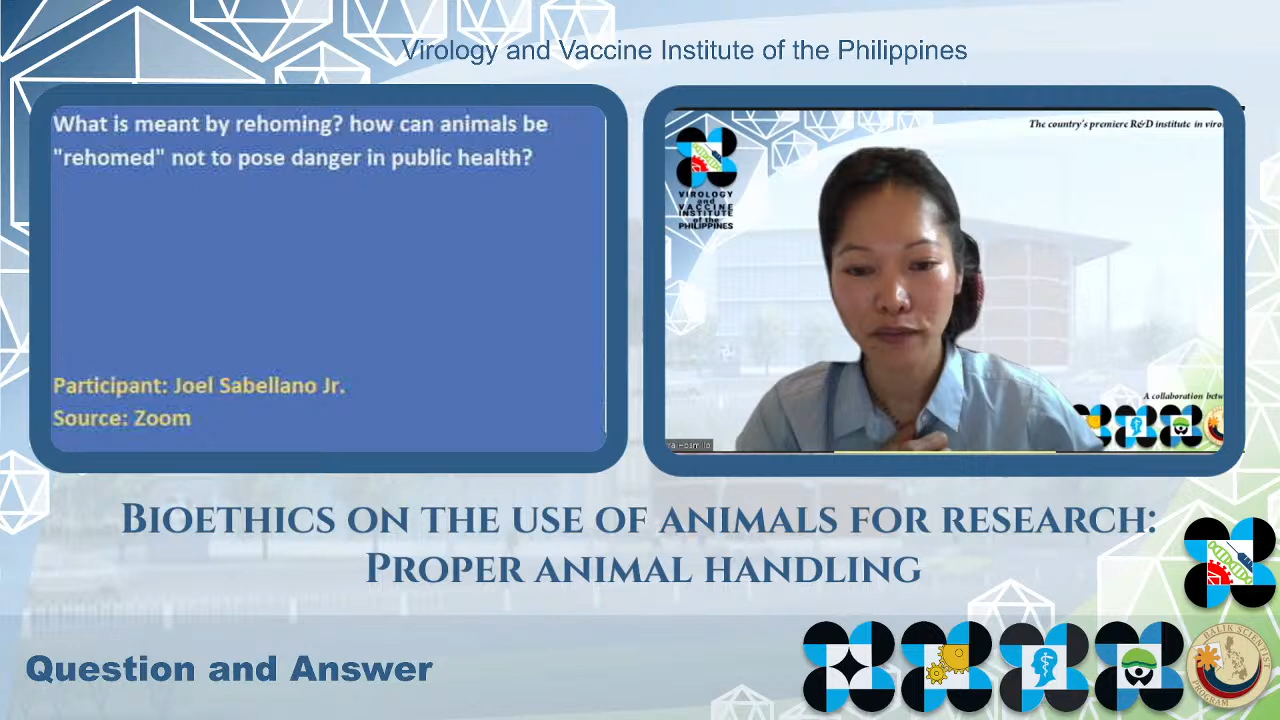 Virology and Vaccine Institute of the Philippines
What is meant by rehoming? how can animals be
"rehomed" not to pose danger in public health?
Participant: Joel Sabellano Jr.
Source: Zoom
The country's premiere R&D institute in
VIROLOGY
and
VACCINE
INSTITUTE
of the
PHILIPPINES
A collaboration
BIOETHICS ON THE USE OF ANIMALS FOR RESEARCH:
PROPER ANIMAL HANDLING
Question and Answer
BALIK SCIENTIST
PROGRAM